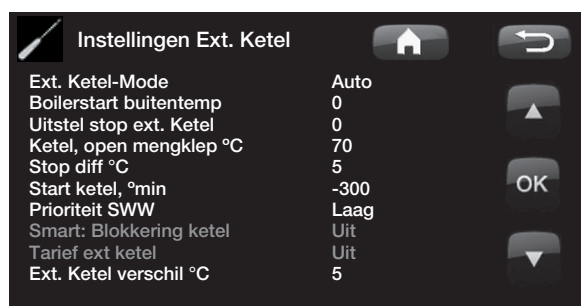 Instellingen Ext. Ketel
Ext. Ketel-Mode Auto
Boilerstart buitentemp 0
Uitstel stop ext. Ketel 0
Ketel, open mengklep ºC 70
Stop diff °C 5
Start ketel, ºmin -300
Prioriteit SWW Laag
Smart: Blokkering ketel Uit
Tarief ext ketel Uit
Ext. Ketel verschil °C 5
OK